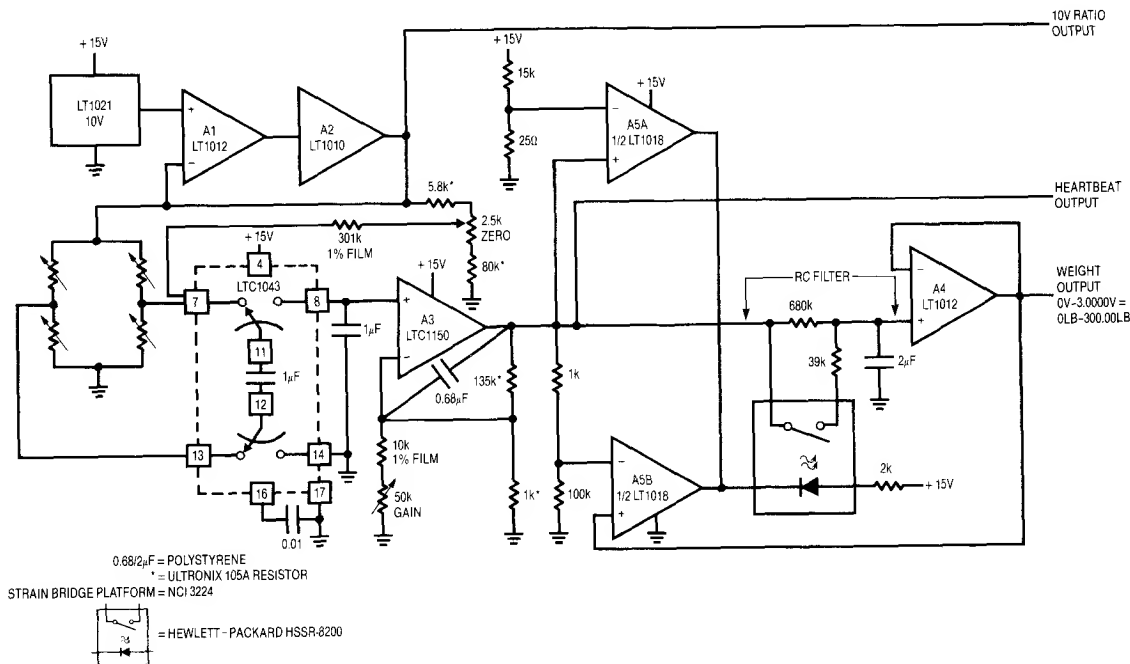 10V RATIO
OUTPUT
+ 15V
LT1021
10V
+
−
A1
LT1012
A2
LT1010
+ 15V
15k
25Ω
−
+
A5A
1/2 LT1018
+ 15V
HEARTBEAT
OUTPUT
5.8k*
2.5k
ZERO
80k*
301k
1% FILM
+ 15V
4
LTC1043
7
8
11
1µF
12
13
14
16
17
0.01
1µF
+ 15V
+
−
A3
LTC1150
0.68µF
135k*
10k
1% FILM
50k
GAIN
1k*
1k
100k
−
+
A5B
1/2 LT1018
RC FILTER
680k
39k
2µF
−
+
A4
LT1012
WEIGHT
OUTPUT
0V–3.0000V =
0LB–300.00LB
2k
+ 15V
0.68/2µF = POLYSTYRENE
* = ULTRONIX 105A RESISTOR
STRAIN BRIDGE PLATFORM = NCI 3224
= HEWLETT - PACKARD HSSR-8200